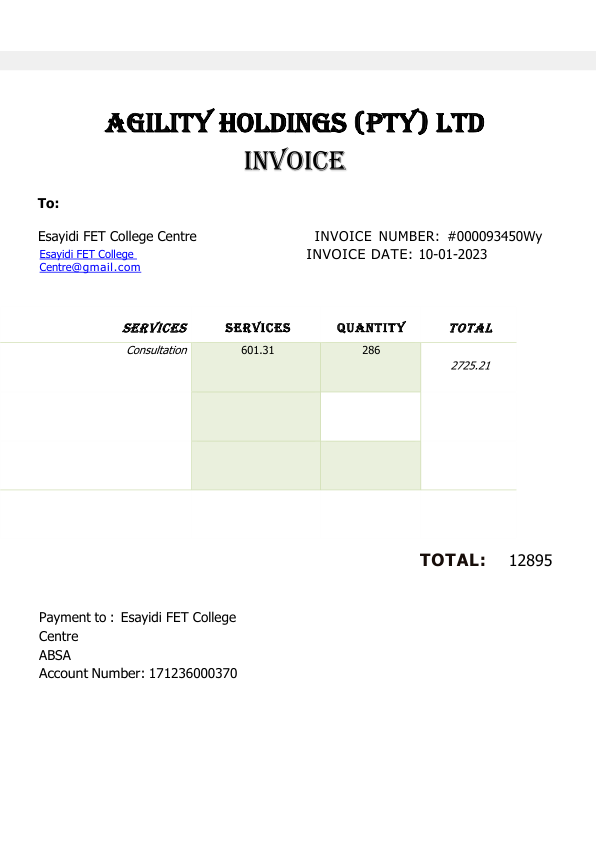 AGILITY HOLDINGS (PTY) LTD
INVOICE
To:
Esayidi FET College Centre
INVOICE NUMBER: #000093450Wy
Esayidi FET College
Centre@gmail.com
INVOICE DATE: 10-01-2023
SERVICES SERVICES QUANTITY TOTAL
Consultation 601.31 286 2725.21
TOTAL: 12895
Payment to : Esayidi FET College
Centre
ABSA
Account Number: 171236000370